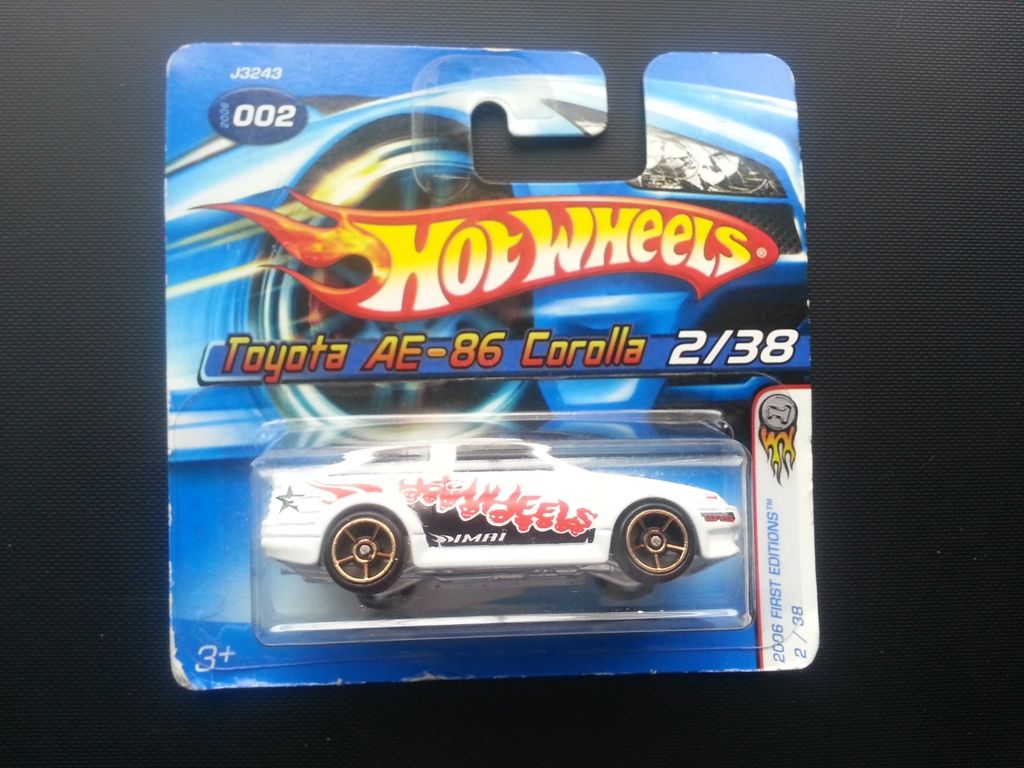 J3243
2006
002
HOT WHEELS®
Toyota AE-86 Corolla 2/38
HOT WHEELS
IMAI
3+
2006 FIRST EDITIONS™
2 / 38